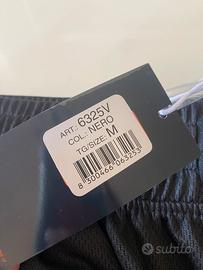 ART.: 6325V
COL.: NERO
TG/SIZE: M
8 300466 063253
subito